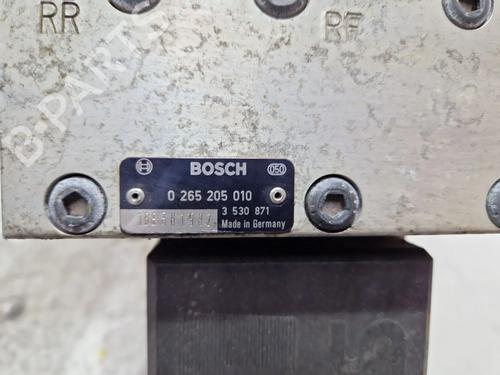 RR RF
B-PARTS
BOSCH 050
0 265 205 010
3 530 871
Made in Germany